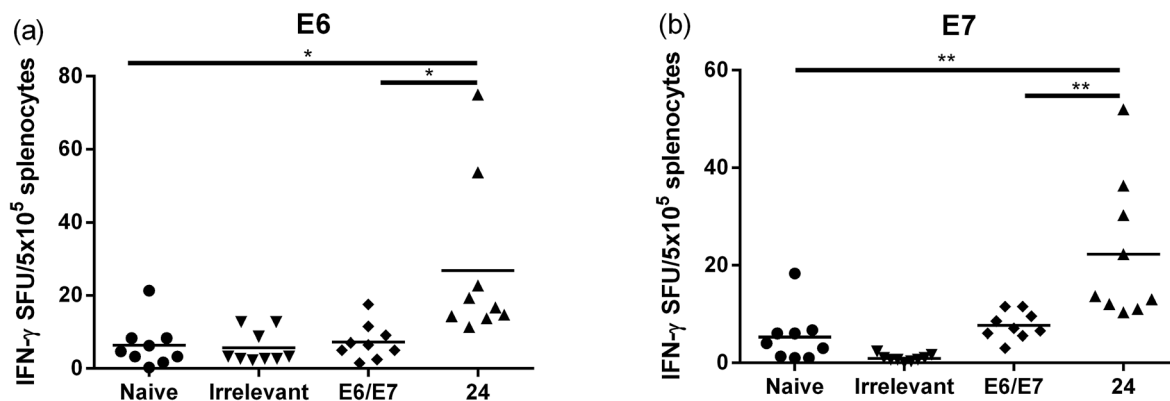 (a)
E6
*
*
IFN-γ SFU/5x10⁵ splenocytes
80
60
40
20
0
Naive Irrelevant E6/E7 24
(b)
E7
**
**
IFN-γ SFU/5x10⁵ splenocytes
60
40
20
0
Naive Irrelevant E6/E7 24